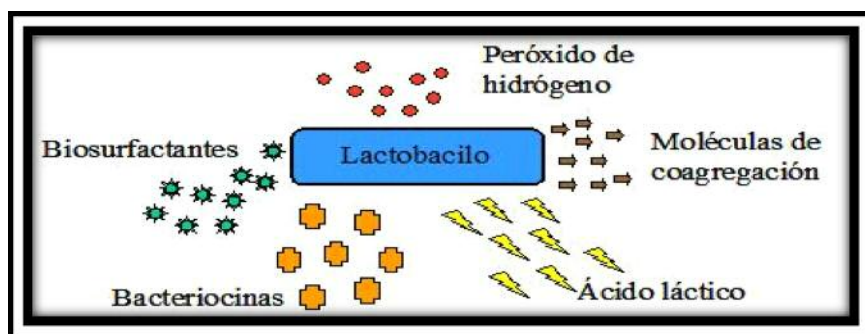 Peróxido de
hidrógeno
Biosurfactantes
Lactobacilo
Moléculas de
coagregación
Bacteriocinas
Ácido láctico